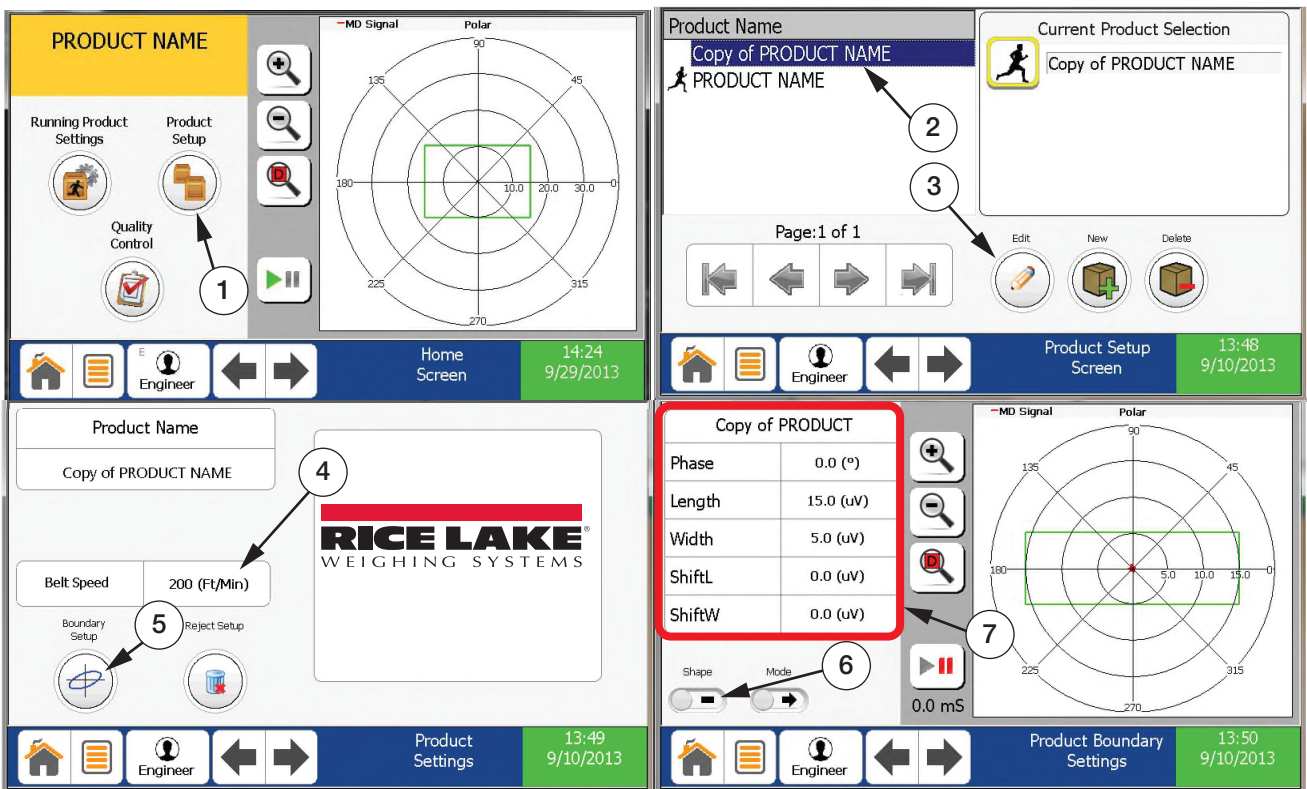 PRODUCT NAME
Running Product
Settings
Product
Setup
Quality
Control
1
MD Signal
Polar
90
135
45
180
10.0
20.0
30.0
0
225
315
270
E
Engineer
Home
Screen
14:24
9/29/2013
Product Name
Copy of PRODUCT NAME
PRODUCT NAME
2
Current Product Selection
Copy of PRODUCT NAME
3
Page:1 of 1
Edit
New
Delete
Engineer
Product Setup
Screen
13:48
9/10/2013
Product Name
Copy of PRODUCT NAME
4
Belt Speed
200 (Ft/Min)
Boundary
Setup
5
Reject Setup
RICE LAKE®
WEIGHING SYSTEMS
Engineer
Product
Settings
13:49
9/10/2013
Copy of PRODUCT
Phase
0.0 (º)
Length
15.0 (uV)
Width
5.0 (uV)
ShiftL
0.0 (uV)
ShiftW
0.0 (uV)
7
Shape
Mode
6
0.0 mS
MD Signal
Polar
90
135
45
180
5.0
10.0
15.0
0
225
315
270
Engineer
Product Boundary
Settings
13:50
9/10/2013